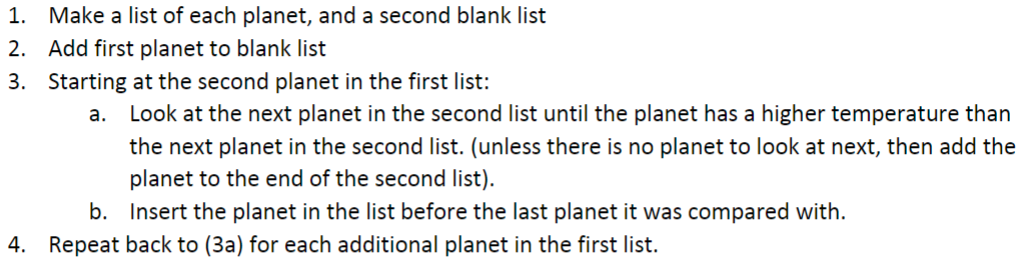 1. Make a list of each planet, and a second blank list
2. Add first planet to blank list
3. Starting at the second planet in the first list:
a. Look at the next planet in the second list until the planet has a higher temperature than
the next planet in the second list. (unless there is no planet to look at next, then add the
planet to the end of the second list).
b. Insert the planet in the list before the last planet it was compared with.
4. Repeat back to (3a) for each additional planet in the first list.